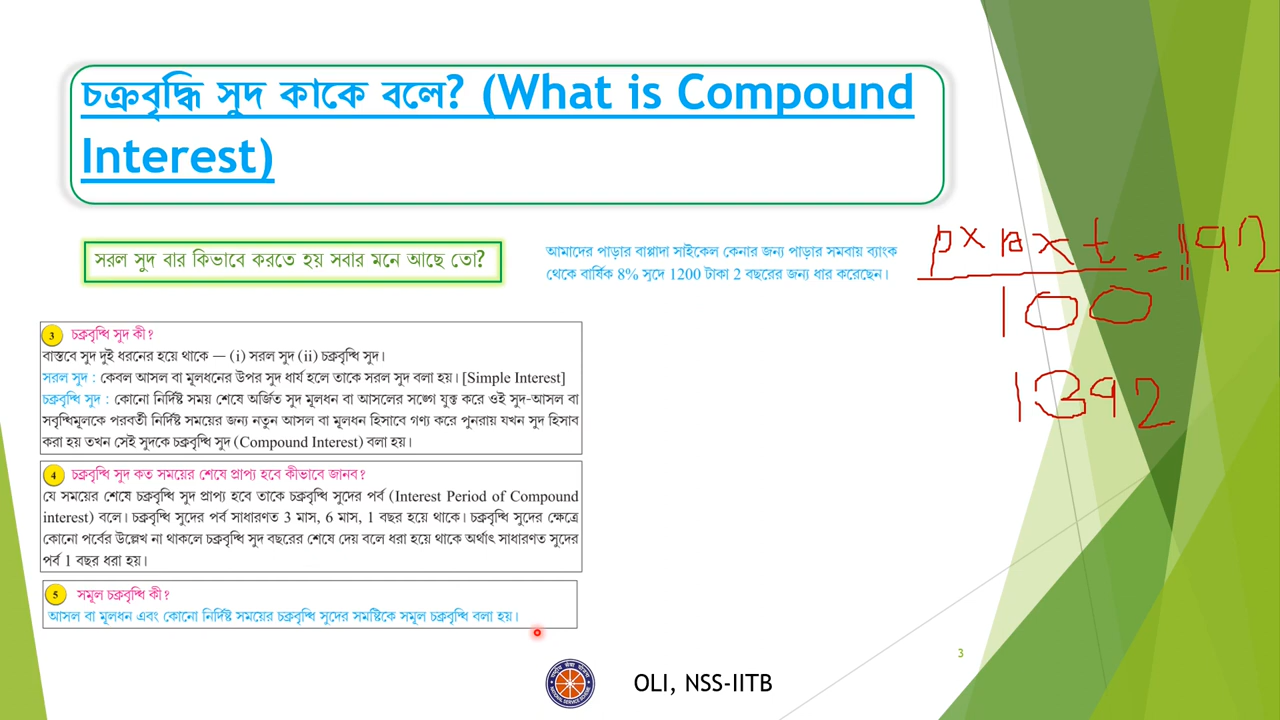 চক্রবৃদ্ধি সুদ কাকে বলে? (What is Compound
Interest)
সরল সুদ বার কিভাবে করতে হয় সবার মনে আছে তো?
আমাদের পাড়ার বাপ্পাদা সাইকেল কেনার জন্য পাড়ার সমবায় ব্যাংক
থেকে বার্ষিক 8% সুদে 1200 টাকা 2 বছরের জন্য ধার করেছেন।
p x r x t = 192
100
1392
3 চক্রবৃদ্ধি সুদ কী?
বাস্তবে সুদ দুই ধরনের হয়ে থাকে — (i) সরল সুদ (ii) চক্রবৃদ্ধি সুদ।
সরল সুদ : কেবল আসল বা মূলধনের উপর সুদ ধার্য হলে তাকে সরল সুদ বলা হয়। [Simple Interest]
চক্রবৃদ্ধি সুদ : কোনো নির্দিষ্ট সময় শেষে অর্জিত সুদ মূলধন বা আসলের সঙ্গে যুক্ত করে ওই সুদ-আসল বা
সবৃদ্ধিমূলকে পরবর্তী নির্দিষ্ট সময়ের জন্য নতুন আসল বা মূলধন হিসাবে গণ্য করে পুনরায় যখন সুদ হিসাব
করা হয় তখন সেই সুদকে চক্রবৃদ্ধি সুদ (Compound Interest) বলা হয়।
4 চক্রবৃদ্ধি সুদ কত সময়ের শেষে প্রাপ্য হবে কীভাবে জানব?
যে সময়ের শেষে চক্রবৃদ্ধি সুদ প্রাপ্য হবে তাকে চক্রবৃদ্ধি সুদের পর্ব (Interest Period of Compound
interest) বলে। চক্রবৃদ্ধি সুদের পর্ব সাধারণত 3 মাস, 6 মাস, 1 বছর হয়ে থাকে। চক্রবৃদ্ধি সুদের ক্ষেত্রে
কোনো পর্বের উল্লেখ না থাকলে চক্রবৃদ্ধি সুদ বছরের শেষে দেয় বলে ধরা হয়ে থাকে অর্থাৎ সাধারণত সুদের
পর্ব 1 বছর ধরা হয়।
5 সমূল চক্রবৃদ্ধি কী?
আসল বা মূলধন এবং কোনো নির্দিষ্ট সময়ের চক্রবৃদ্ধি সুদের সমষ্টিকে সমূল চক্রবৃদ্ধি বলা হয়।
3
OLI, NSS-IITB